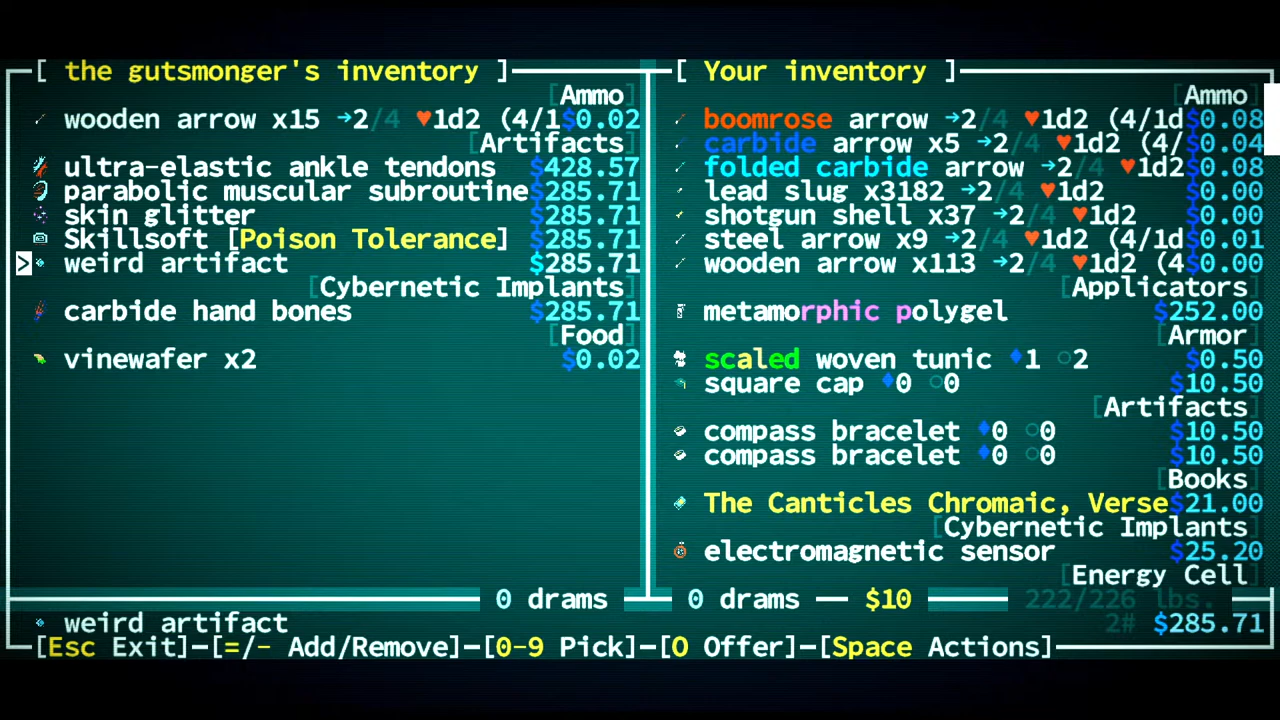 [ the gutsmonger's inventory ]
[Ammo]
wooden arrow x15 →2/4 ♥1d2 (4/1$0.02
[Artifacts]
ultra-elastic ankle tendons $428.57
parabolic muscular subroutine$285.71
skin glitter $285.71
Skillsoft [Poison Tolerance] $285.71
> weird artifact $285.71
[Cybernetic Implants]
carbide hand bones $285.71
[Food]
vinewafer x2 $0.02
0 drams
[ Your inventory ]
[Ammo]
boomrose arrow →2/4 ♥1d2 (4/1d$0.08
carbide arrow x5 →2/4 ♥1d2 (4/$0.04
folded carbide arrow →2/4 ♥1d2$0.08
lead slug x3182 →2/4 ♥1d2 $0.00
shotgun shell x37 →2/4 ♥1d2 $0.00
steel arrow x9 →2/4 ♥1d2 (4/1d$0.01
wooden arrow x113 →2/4 ♥1d2 (4$0.00
[Applicators]
metamorphic polygel $252.00
[Armor]
scaled woven tunic ♦1 ○2 $0.50
square cap ♦0 ○0 $10.50
[Artifacts]
compass bracelet ♦0 ○0 $10.50
compass bracelet ♦0 ○0 $10.50
[Books]
The Canticles Chromaic, Verse$21.00
[Cybernetic Implants]
electromagnetic sensor $25.20
[Energy Cell]
0 drams — $10 222/226 lbs.
weird artifact 2# $285.71
[Esc Exit]—[=/- Add/Remove]—[0-9 Pick]—[O Offer]—[Space Actions]